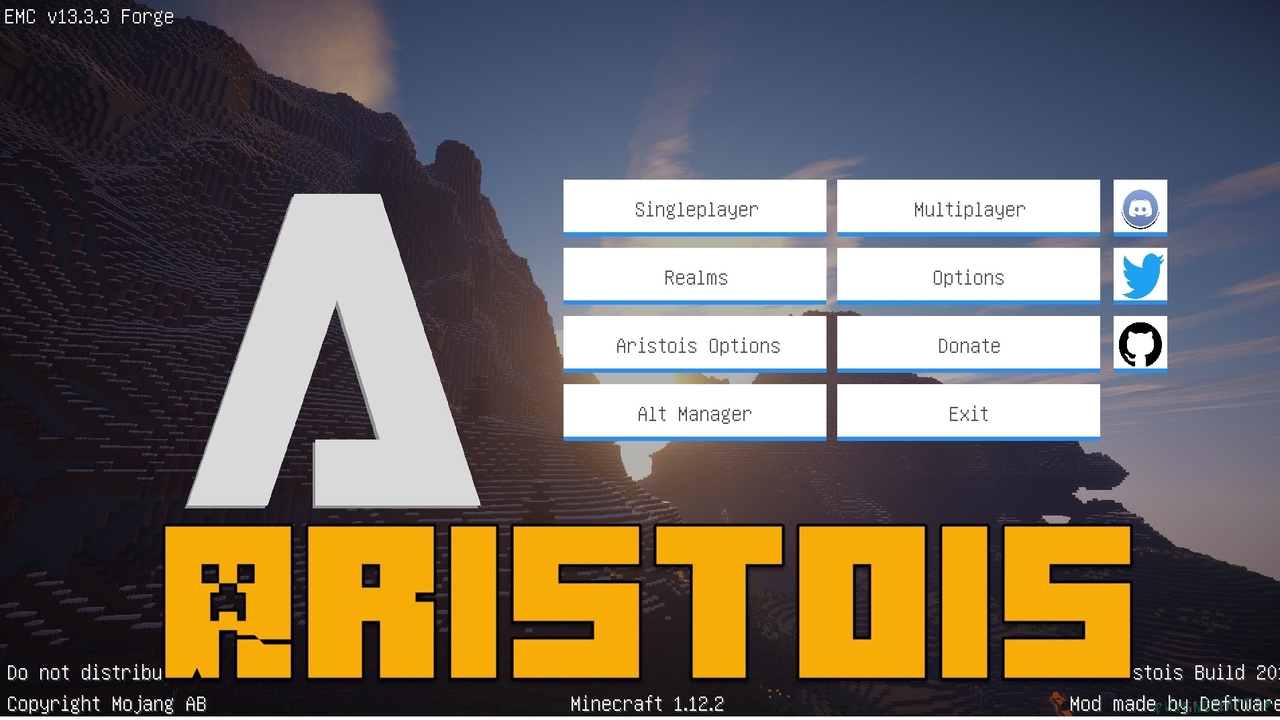 EMC v13.3.3 Forge
Singleplayer
Multiplayer
Realms
Options
Aristois Options
Donate
Alt Manager
Exit
ARISTOIS
Do not distribu
stois Build 20
Copyright Mojang AB
Minecraft 1.12.2
Mod made by Deftware